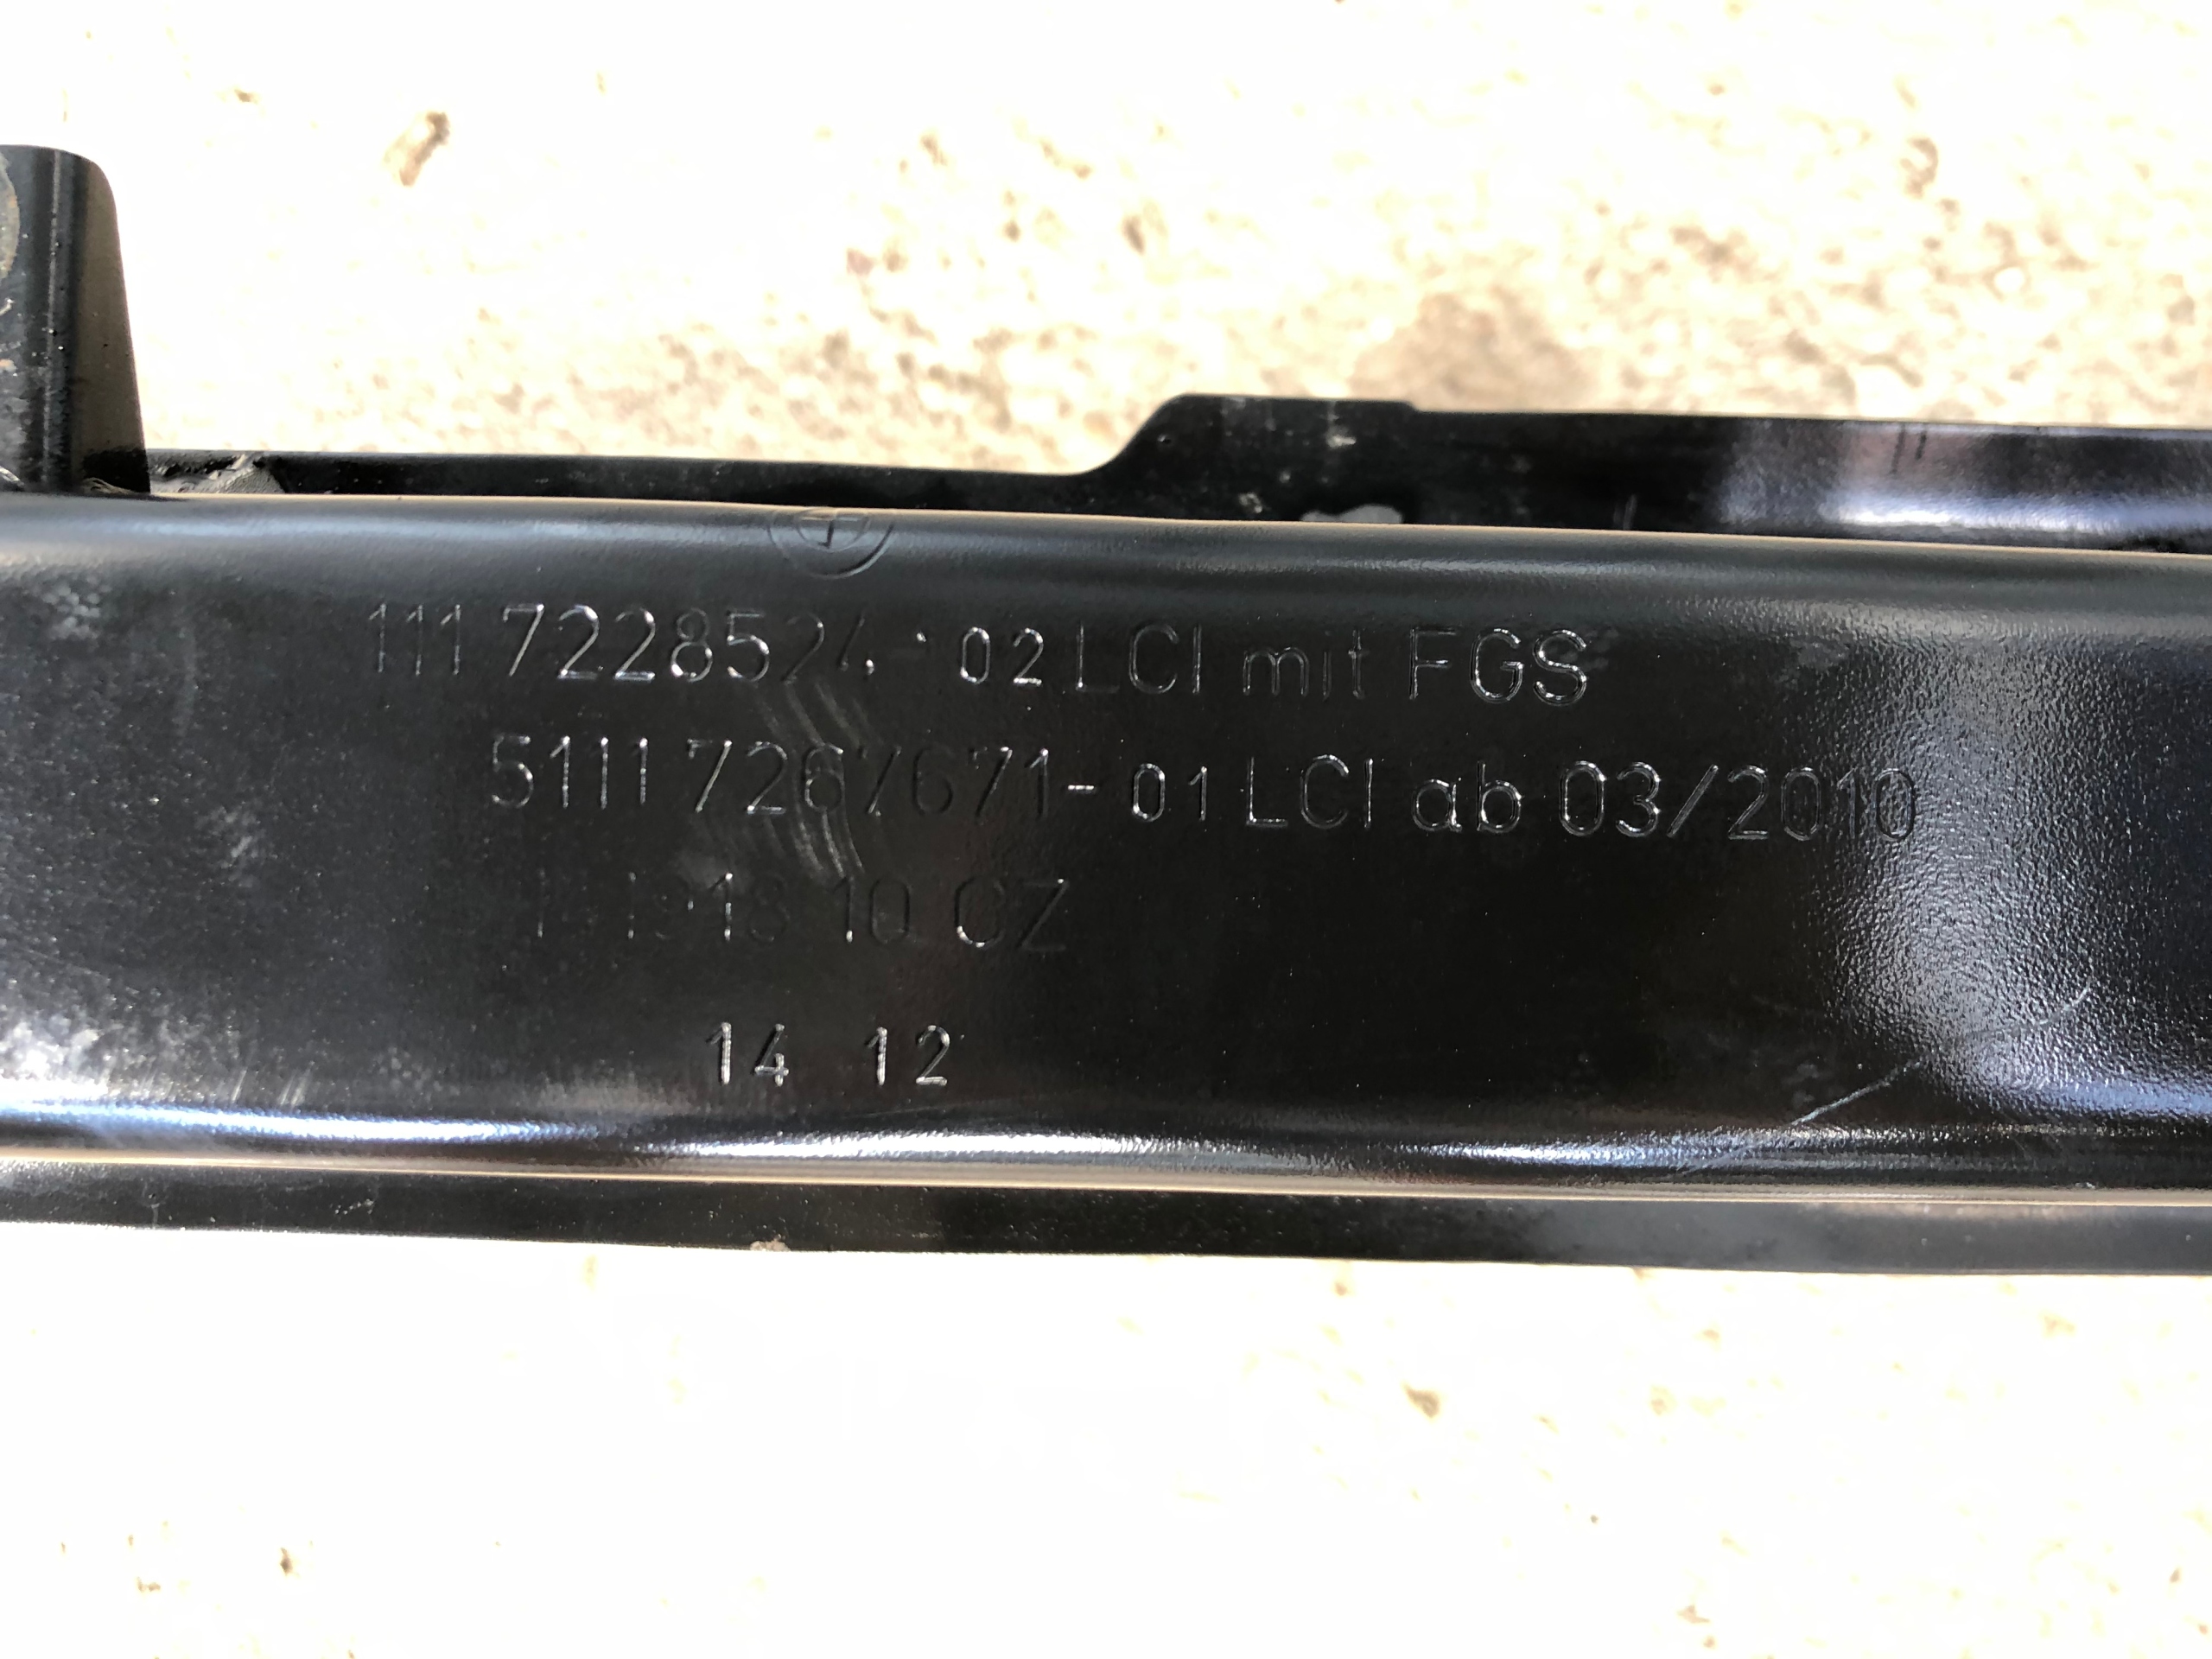 111 7228524-02 LCI mit FGS
5111 7267671-01 LCI ab 03/2010
10 CZ
14 12